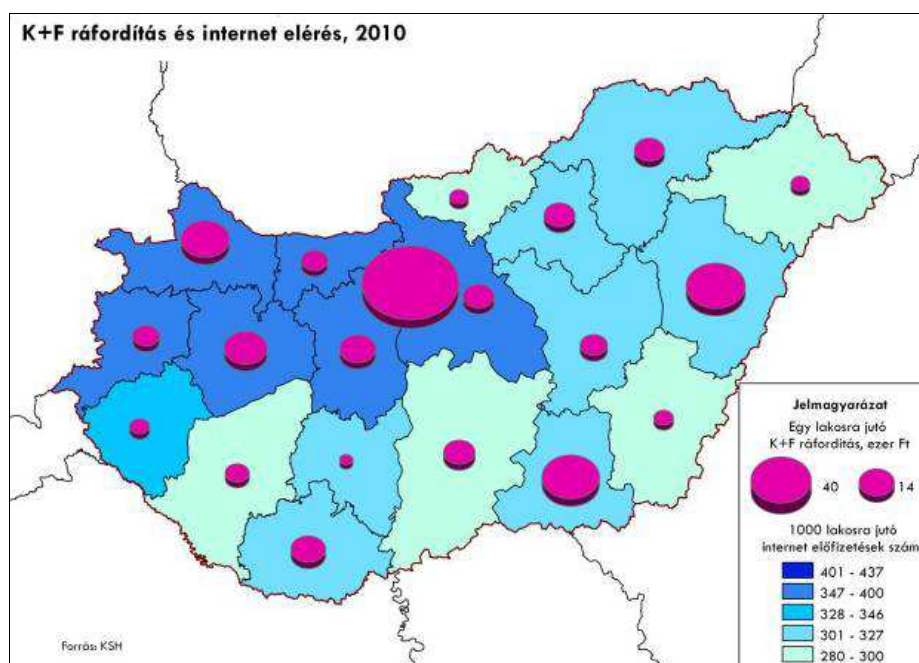 K+F ráfordítás és internet elérés, 2010
Jelmagyarázat
Egy lakosra jutó
K+F ráfordítás, ezer Ft
40
14
1000 lakosra jutó
internet előfizetések szám
401 - 437
347 - 400
328 - 346
301 - 327
280 - 300
Forrás: KSH